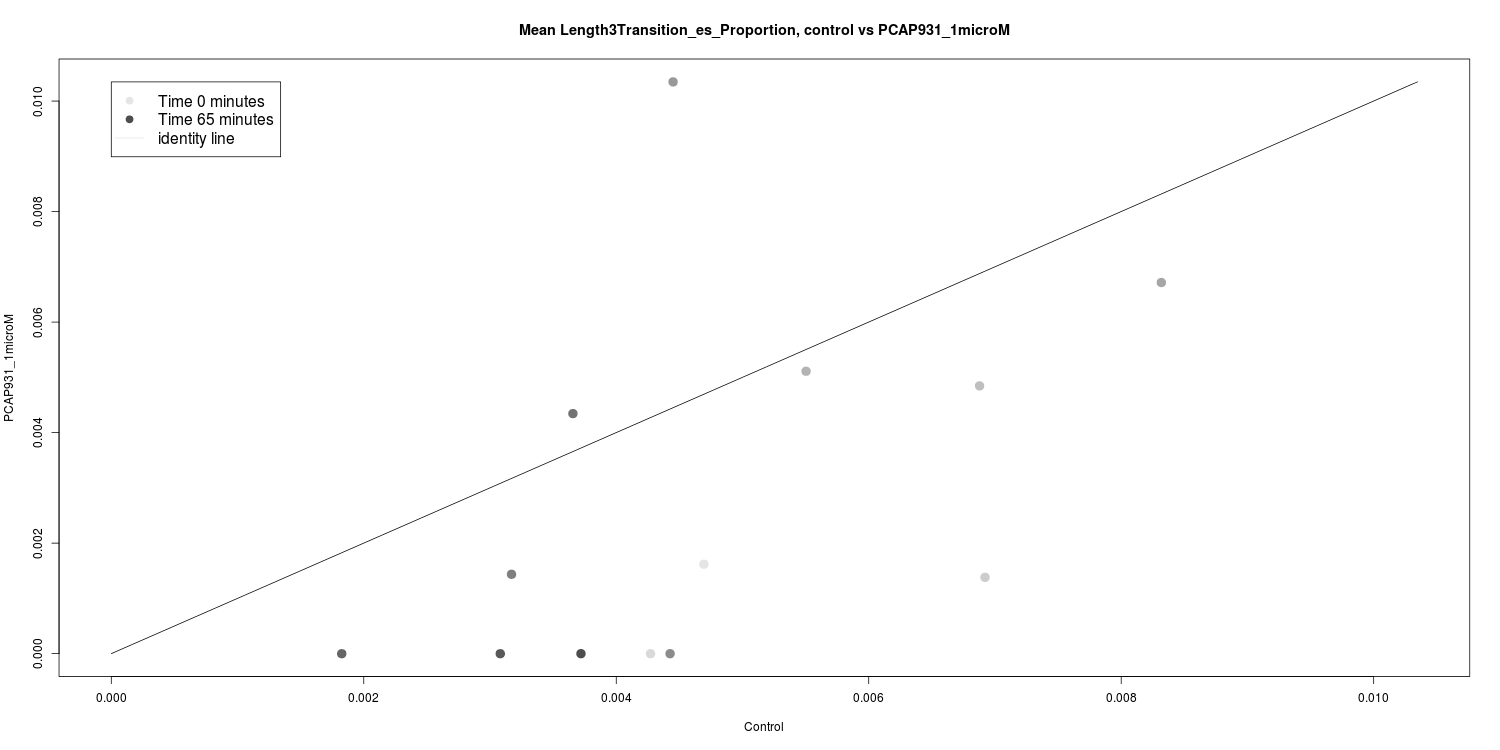 Mean Length3Transition_es_Proportion, control vs PCAP931_1microM
Time 0 minutes
Time 65 minutes
identity line
PCAP931_1microM
0.010
0.008
0.006
0.004
0.002
0.000
0.000 0.002 0.004 0.006 0.008 0.010
Control